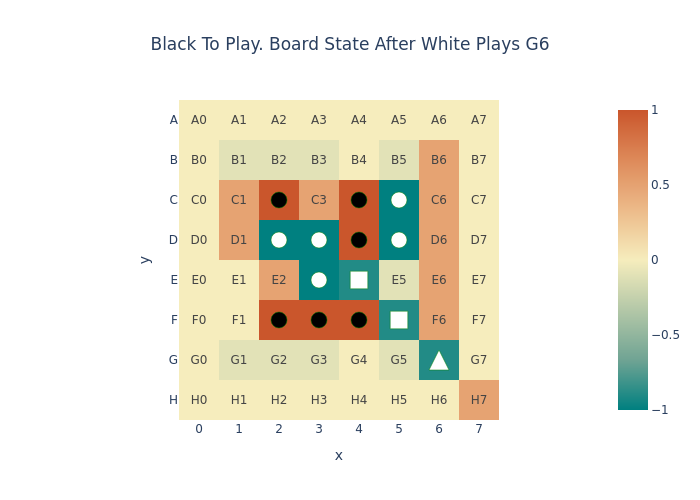 Black To Play. Board State After White Plays G6
A A0 A1 A2 A3 A4 A5 A6 A7
B B0 B1 B2 B3 B4 B5 B6 B7
C C0 C1 C3 C6 C7
D D0 D1 D6 D7
E E0 E1 E2 E5 E6 E7
F F0 F1 F6 F7
G G0 G1 G2 G3 G4 G5 G7
H H0 H1 H2 H3 H4 H5 H6 H7
0 1 2 3 4 5 6 7
x
y
1
0.5
0
−0.5
−1